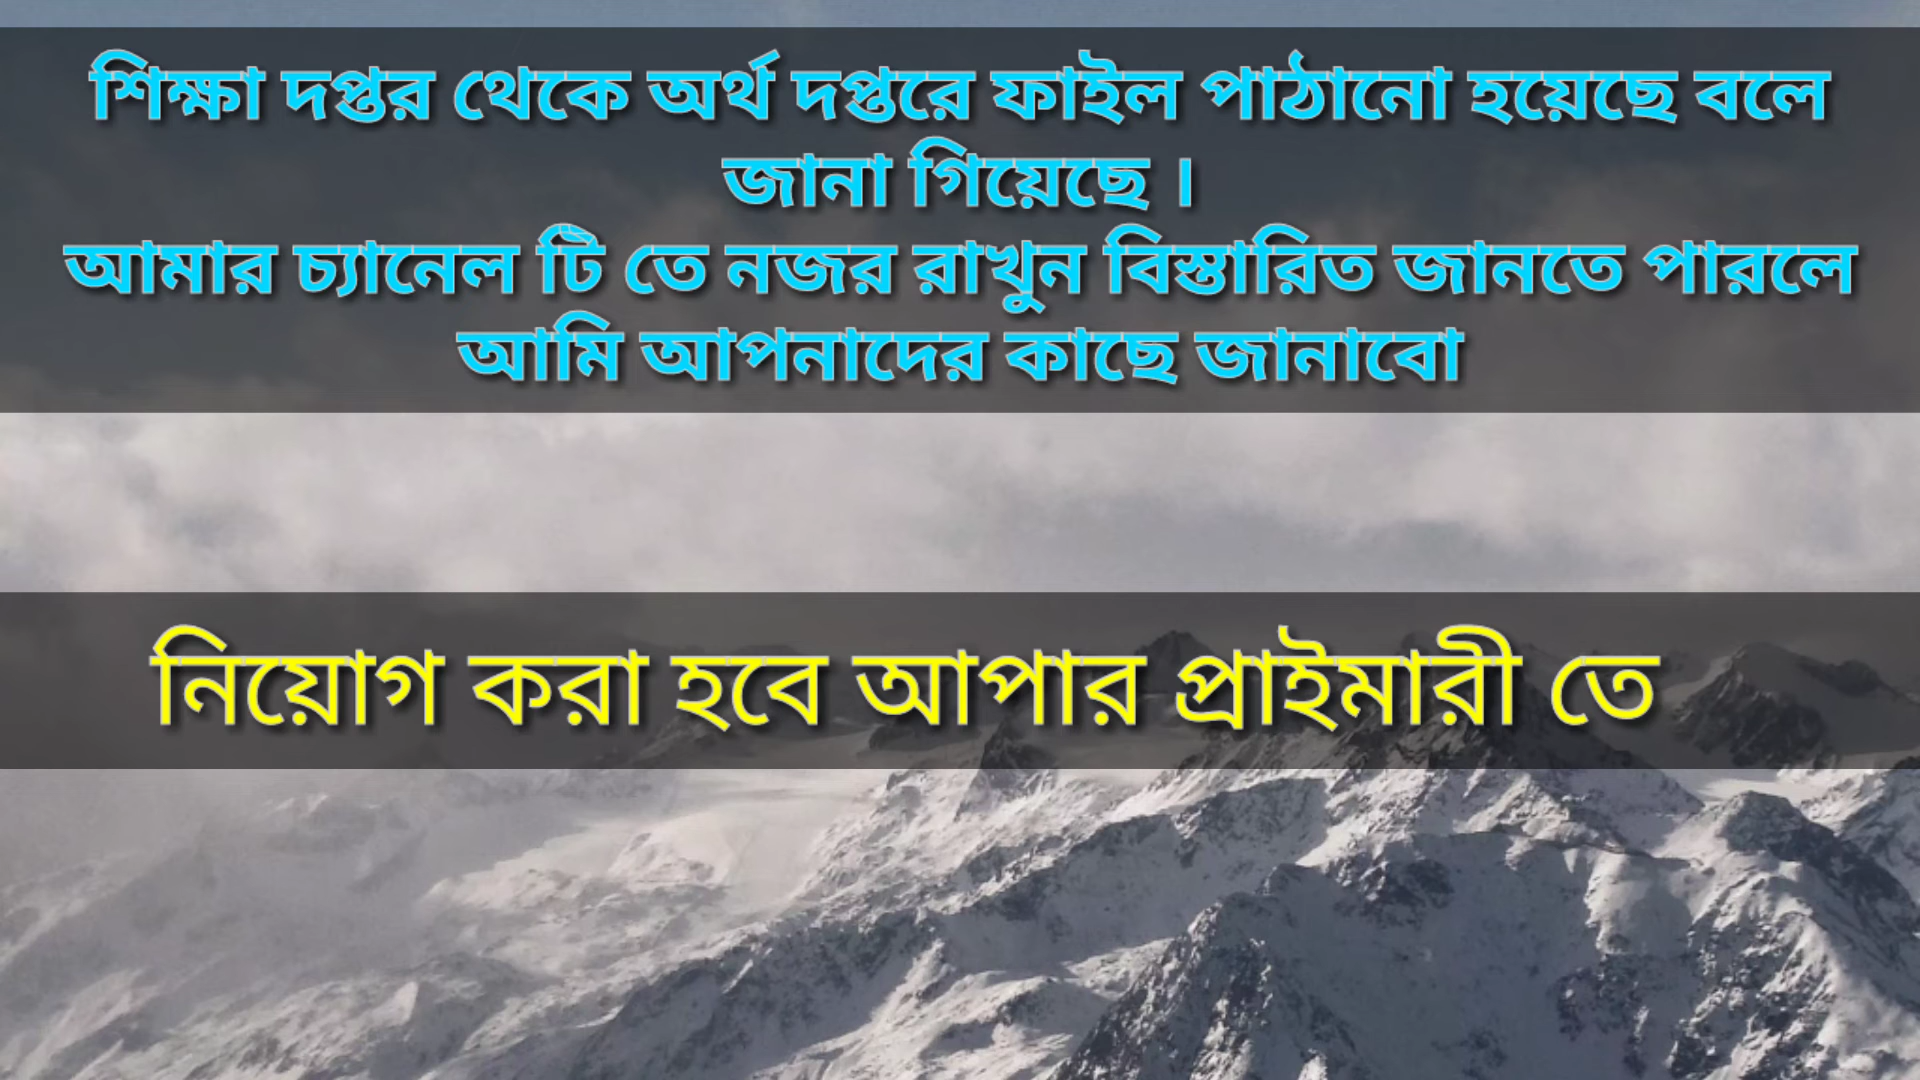 শিক্ষা দপ্তর থেকে অর্থ দপ্তরে ফাইল পাঠানো হয়েছে বলে
জানা গিয়েছে ।
আমার চ্যানেল টি তে নজর রাখুন বিস্তারিত জানতে পারলে
আমি আপনাদের কাছে জানাবো
নিয়োগ করা হবে আপার প্রাইমারী তে